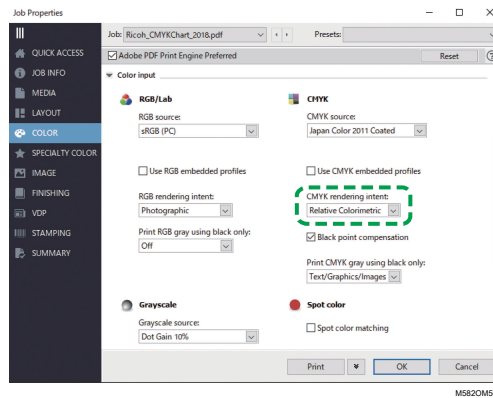 Job Properties
Job: Ricoh_CMYKChart_2018.pdf
Presets:
QUICK ACCESS
JOB INFO
MEDIA
LAYOUT
COLOR
SPECIALTY COLOR
IMAGE
FINISHING
VDP
STAMPING
SUMMARY
Adobe PDF Print Engine Preferred
Reset
Color input
RGB/Lab
RGB source:
sRGB (PC)
Use RGB embedded profiles
RGB rendering intent:
Photographic
Print RGB gray using black only:
Off
CMYK
CMYK source:
Japan Color 2011 Coated
Use CMYK embedded profiles
CMYK rendering intent:
Relative Colorimetric
Black point compensation
Print CMYK gray using black only:
Text/Graphics/Images
Grayscale
Grayscale source:
Dot Gain 10%
Spot color
Spot color matching
Print
OK
Cancel